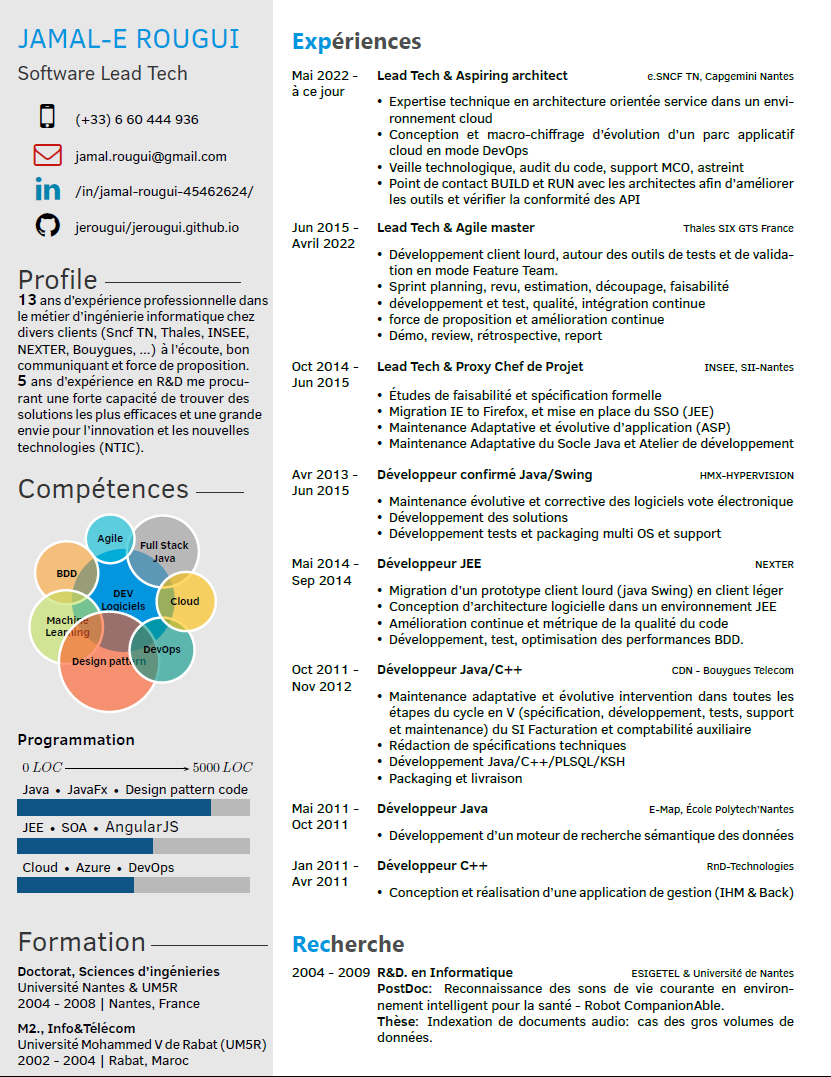 JAMAL-E ROUGUI
Software Lead Tech
(+33) 6 60 444 936
jamal.rougui@gmail.com
in /in/jamal-rougui-45462624/
jerougui/jerougui.github.io
Profile
13 ans d'expérience professionnelle dans
le métier d'ingénierie informatique chez
divers clients (Sncf TN, Thales, INSEE,
NEXTER, Bouygues, ...) à l'écoute, bon
communiquant et force de proposition.
5 ans d'expérience en R&D me procu-
rant une forte capacité de trouver des
solutions les plus efficaces et une grande
envie pour l'innovation et les nouvelles
technologies (NTIC).
Compétences
Agile
Full Stack
Java
BDD
DEV
Logiciels
Cloud
Machine
Learning
DevOps
Design pattern
Programmation
0 LOC 5000 LOC
Java • JavaFx • Design pattern code
JEE • SOA • AngularJS
Cloud • Azure • DevOps
Formation
Doctorat, Sciences d'ingénieries
Université Nantes & UM5R
2004 - 2008 | Nantes, France
M2., Info&Télécom
Université Mohammed V de Rabat (UM5R)
2002 - 2004 | Rabat, Maroc
Expériences
Mai 2022 - Lead Tech & Aspiring architect e.SNCF TN, Capgemini Nantes
à ce jour
• Expertise technique en architecture orientée service dans un envi-
ronnement cloud
• Conception et macro-chiffrage d'évolution d'un parc applicatif
cloud en mode DevOps
• Veille technologique, audit du code, support MCO, astreint
• Point de contact BUILD et RUN avec les architectes afin d'améliorer
les outils et vérifier la conformité des API
Jun 2015 - Lead Tech & Agile master Thales SIX GTS France
Avril 2022
• Développement client lourd, autour des outils de tests et de valida-
tion en mode Feature Team.
• Sprint planning, revu, estimation, découpage, faisabilité
• développement et test, qualité, intégration continue
• force de proposition et amélioration continue
• Démo, review, rétrospective, report
Oct 2014 - Lead Tech & Proxy Chef de Projet INSEE, SII-Nantes
Jun 2015
• Études de faisabilité et spécification formelle
• Migration IE to Firefox, et mise en place du SSO (JEE)
• Maintenance Adaptative et évolutive d'application (ASP)
• Maintenance Adaptative du Socle Java et Atelier de développement
Avr 2013 - Développeur confirmé Java/Swing HMX-HYPERVISION
Jun 2015
• Maintenance évolutive et corrective des logiciels vote électronique
• Développement des solutions
• Développement tests et packaging multi OS et support
Mai 2014 - Développeur JEE NEXTER
Sep 2014
• Migration d'un prototype client lourd (java Swing) en client léger
• Conception d'architecture logicielle dans un environnement JEE
• Amélioration continue et métrique de la qualité du code
• Développement, test, optimisation des performances BDD.
Oct 2011 - Développeur Java/C++ CDN - Bouygues Telecom
Nov 2012
• Maintenance adaptative et évolutive intervention dans toutes les
étapes du cycle en V (spécification, développement, tests, support
et maintenance) du SI Facturation et comptabilité auxiliaire
• Rédaction de spécifications techniques
• Développement Java/C++/PLSQL/KSH
• Packaging et livraison
Mai 2011 - Développeur Java E-Map, École Polytech'Nantes
Oct 2011
• Développement d'un moteur de recherche sémantique des données
Jan 2011 - Développeur C++ RnD-Technologies
Avr 2011
• Conception et réalisation d'une application de gestion (IHM & Back)
Recherche
2004 - 2009 R&D. en Informatique ESIGETEL & Université de Nantes
PostDoc: Reconnaissance des sons de vie courante en environ-
nement intelligent pour la santé - Robot CompanionAble.
Thèse: Indexation de documents audio: cas des gros volumes de
données.